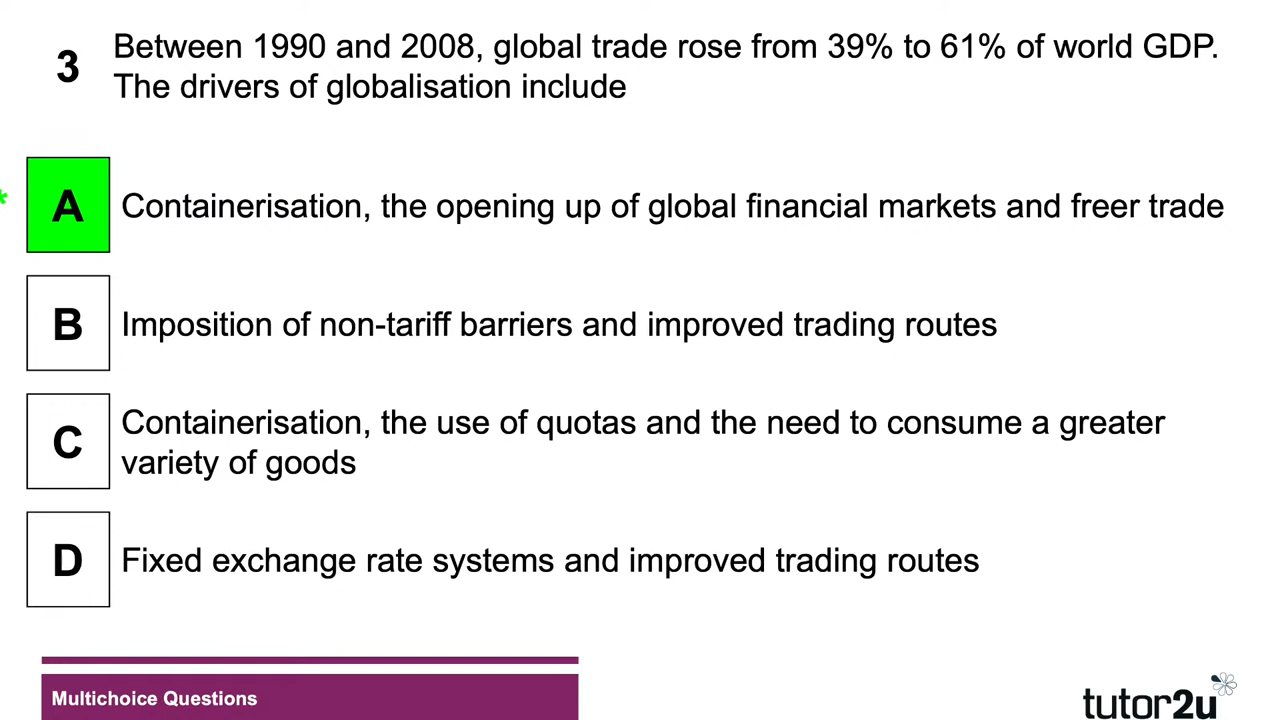 3
Between 1990 and 2008, global trade rose from 39% to 61% of world GDP.
The drivers of globalisation include
*
A
Containerisation, the opening up of global financial markets and freer trade
B
Imposition of non-tariff barriers and improved trading routes
C
Containerisation, the use of quotas and the need to consume a greater
variety of goods
D
Fixed exchange rate systems and improved trading routes
Multichoice Questions
tutor2u